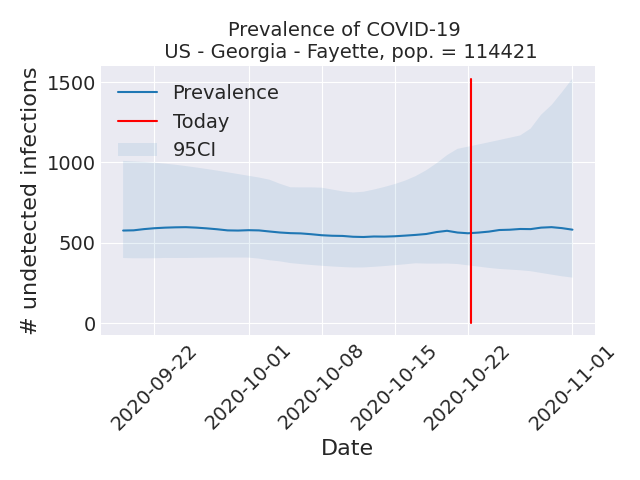 Prevalence of COVID-19
US - Georgia - Fayette, pop. = 114421
# undetected infections
1500
1000
500
0
Prevalence
Today
95CI
2020-09-22
2020-10-01
2020-10-08
2020-10-15
2020-10-22
2020-11-01
Date